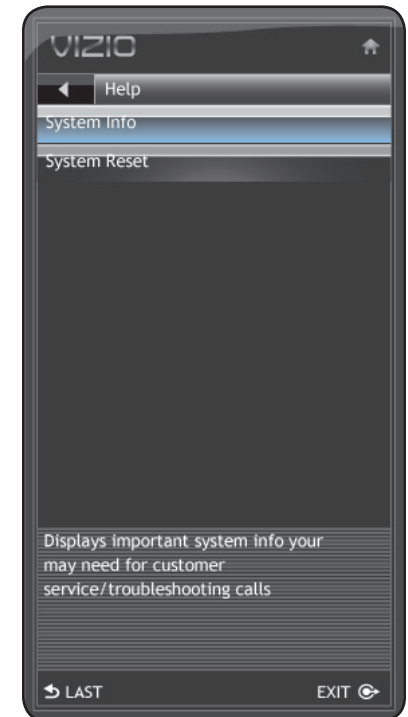 VIZIO
Help
System Info
System Reset
Displays important system info your
may need for customer
service/troubleshooting calls
LAST EXIT